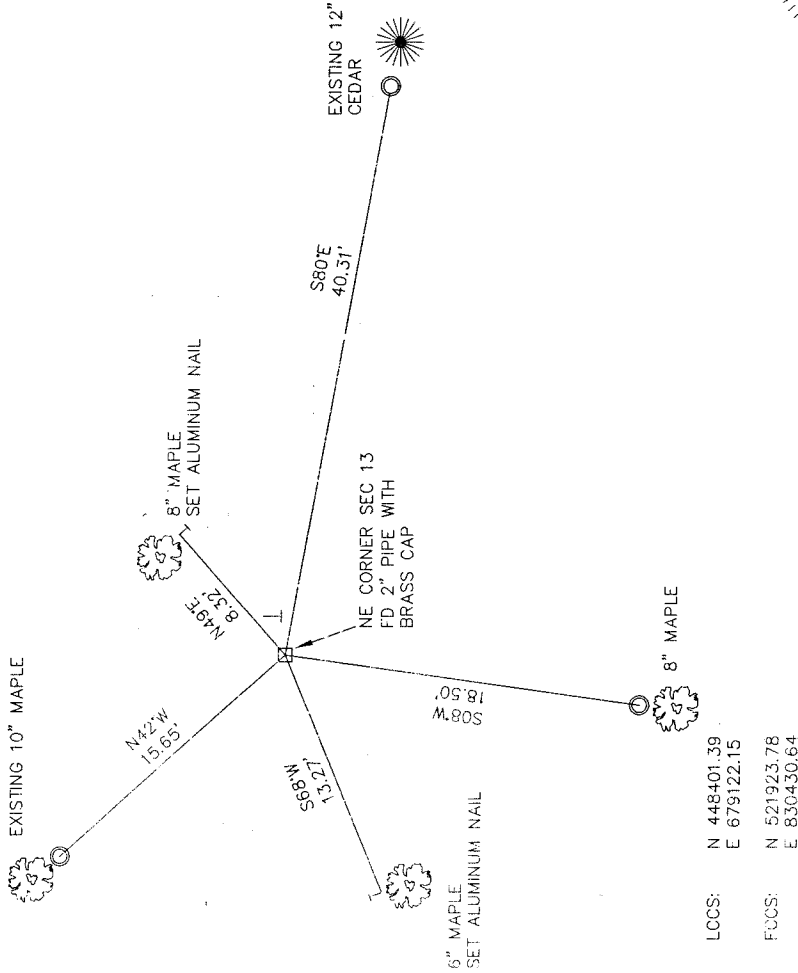 EXISTING 10" MAPLE
N42°W
15.65'
8" MAPLE
SET ALUMINUM NAIL
N49°E
8.32'
EXISTING 12"
CEDAR
S80°E
40.31'
NE CORNER SEC 13
FD 2" PIPE WITH
BRASS CAP
S68°W
13.27'
6" MAPLE
SET ALUMINUM NAIL
S08°W
18.50'
8" MAPLE
LCCS: N 448401.39
E 679122.15
FCCS: N 521923.78
E 830430.64